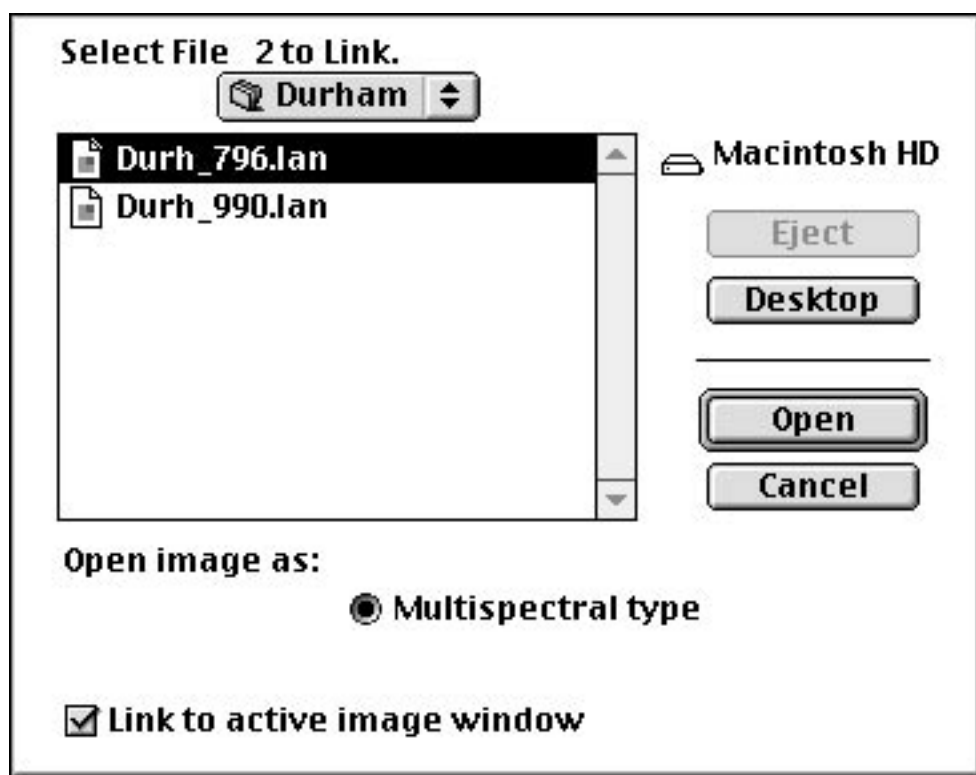 Select File 2 to Link.
Durham
Durh_796.lan
Durh_990.lan
Macintosh HD
Eject
Desktop
Open
Cancel
Open image as:
Multispectral type
Link to active image window